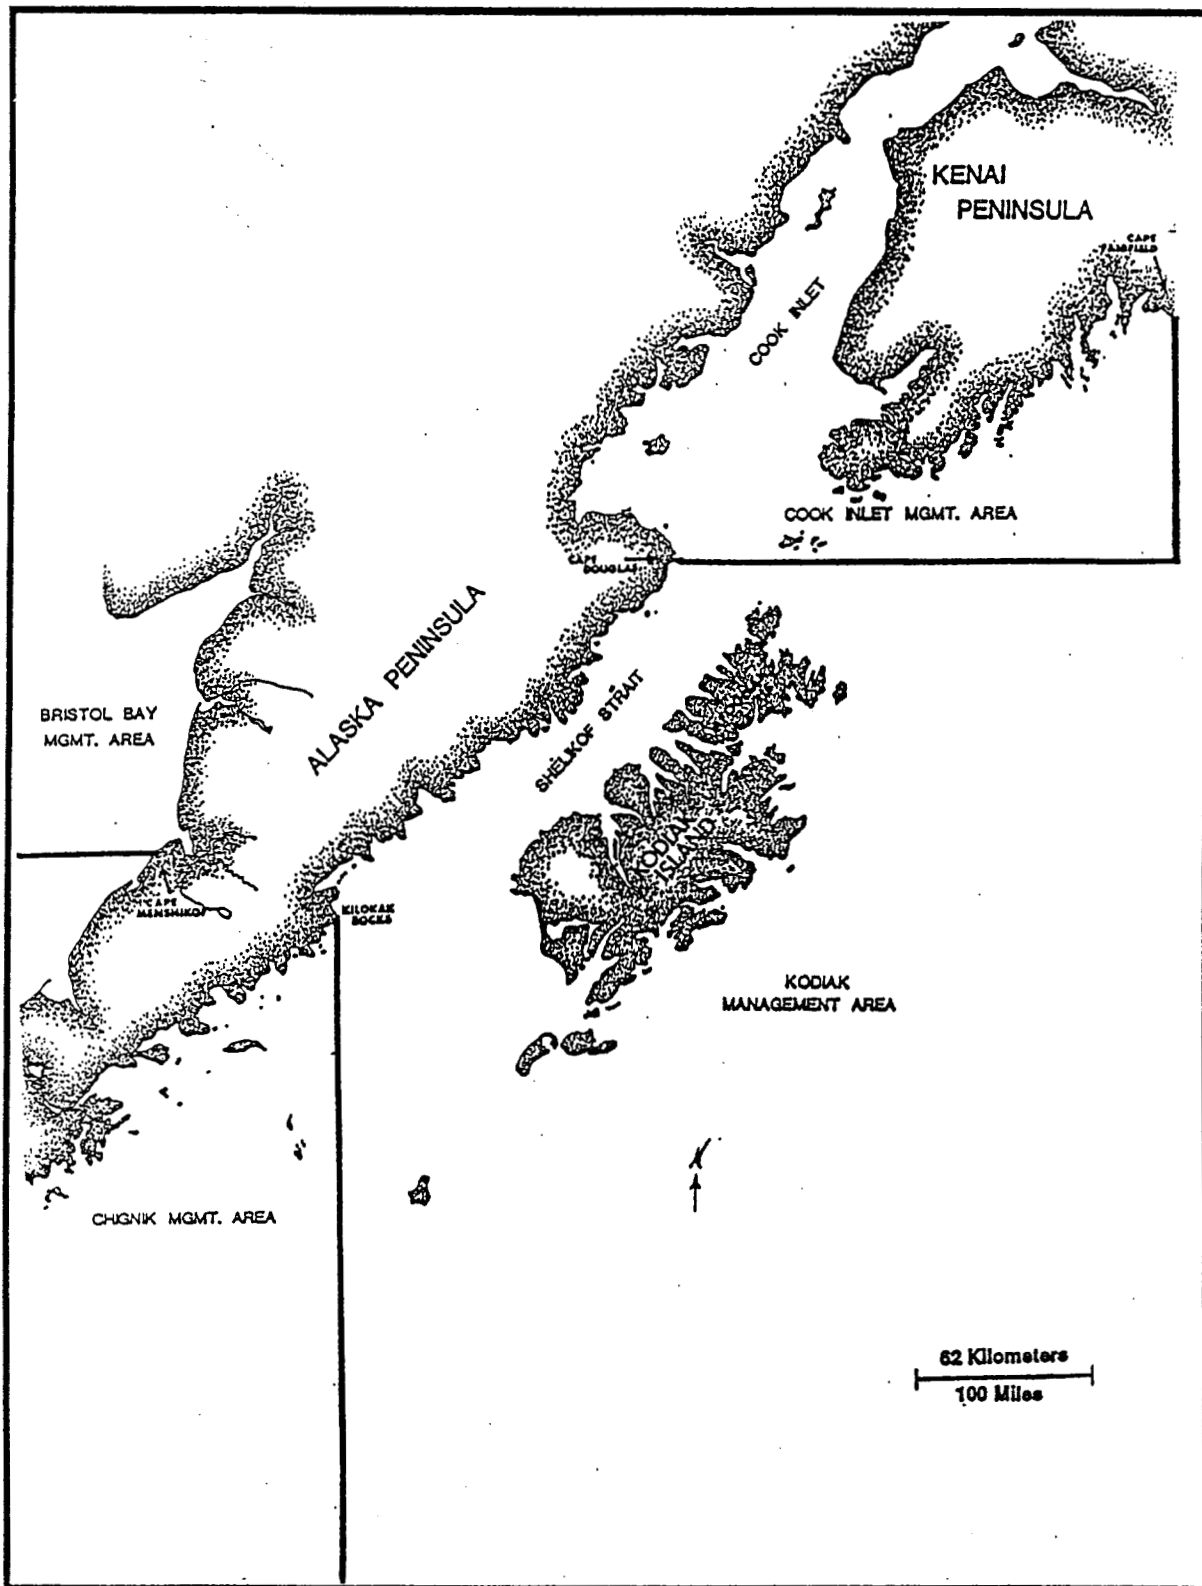 KENAI
PENINSULA
CAPE
FAIRFIELD
COOK INLET
COOK INLET MGMT. AREA
CAPE
DOUGLAS
ALASKA PENINSULA
SHELIKOF STRAIT
BRISTOL BAY
MGMT. AREA
KODIAK
ISLAND
CAPE
MENSHIKOF
KILOKAK
ROCKS
KODIAK
MANAGEMENT AREA
CHIGNIK MGMT. AREA
N
62 Kilometers
100 Miles